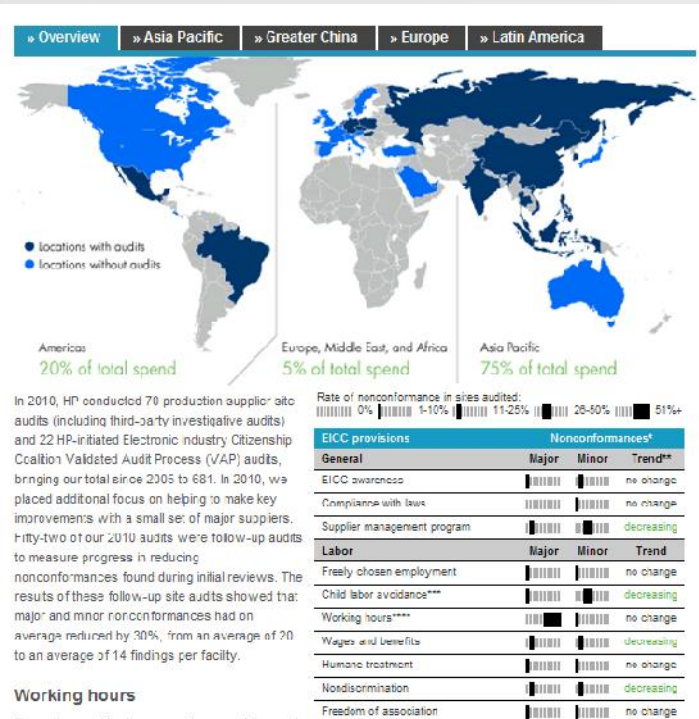 » Overview
» Asia Pacific
» Greater China
» Europe
» Latin America
Locations with audits
Locations without audits
Americas
20% of total spend
Europe, Middle East, and Africa
5% of total spend
Asia Pacific
75% of total spend
In 2010, HP conducted 70 production supplier site
audits (including third-party investigative audits)
and 22 HP-initiated Electronic Industry Citizenship
Coalition Validated Audit Process (VAP) audits,
bringing our total since 2005 to 681. In 2010, we
placed additional focus on helping to make key
improvements with a small set of major suppliers.
Fifty-two of our 2010 audits were follow-up audits
to measure progress in reducing
nonconformances found during initial reviews. The
results of these follow-up site audits showed that
major and minor nonconformances had on
average reduced by 30%, from an average of 20
to an average of 14 findings per facility.
Working hours
Rate of nonconformance in sites audited:
0% 1-10% 11-25% 26-50% 51%+
EICC provisions Nonconformances*
General Major Minor Trend**
EICC awareness no change
Compliance with laws no change
Supplier management program decreasing
Labor Major Minor Trend
Freely chosen employment no change
Child labor avoidance*** decreasing
Working hours**** no change
Wages and benefits decreasing
Humane treatment no change
Nondiscrimination decreasing
Freedom of association no change